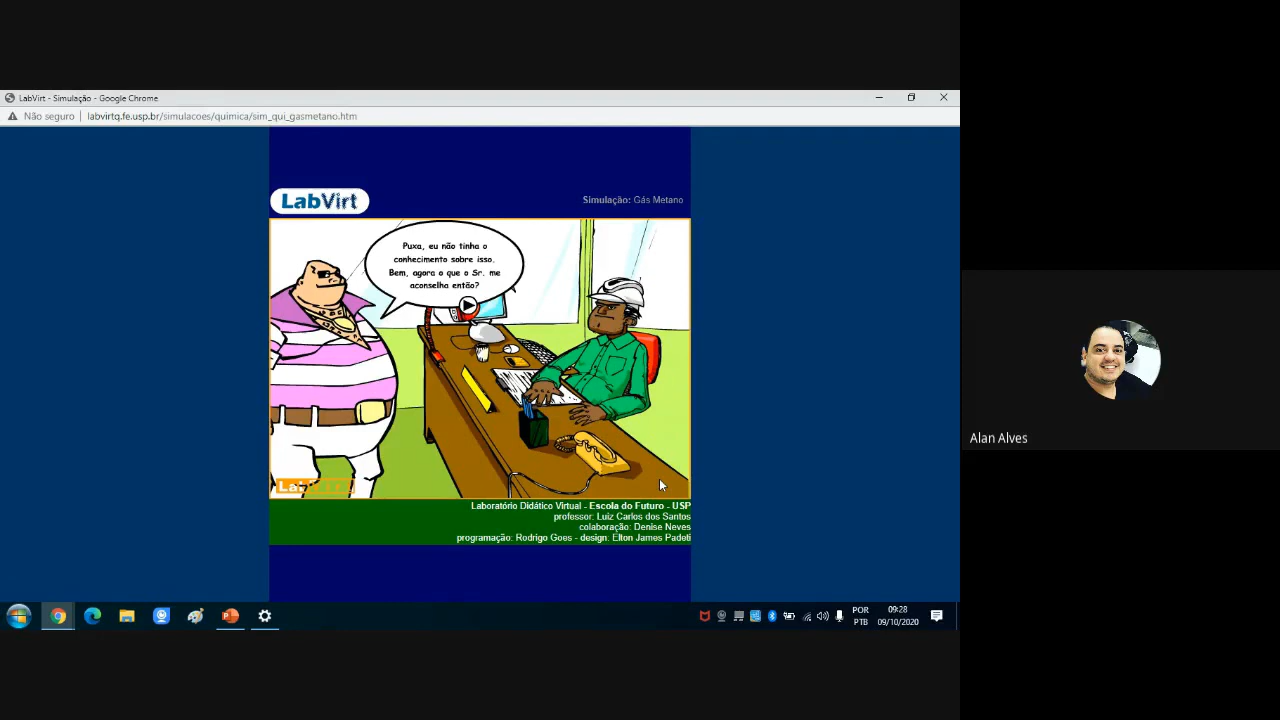 LabVirt - Simulação - Google Chrome
Não seguro | labvirtq.fe.usp.br/simulacoes/quimica/sim_qui_gasmetano.htm
LabVirt
Simulação: Gás Metano
Puxa, eu não tinha o
conhecimento sobre isso.
Bem, agora o que o Sr. me
aconselha então?
Laboratório Didático Virtual - Escola do Futuro - USP
professor: Luiz Carlos dos Santos
colaboração: Denise Neves
programação: Rodrigo Goes - design: Elton James Padeti
Alan Alves
POR
PTB
09:28
09/10/2020